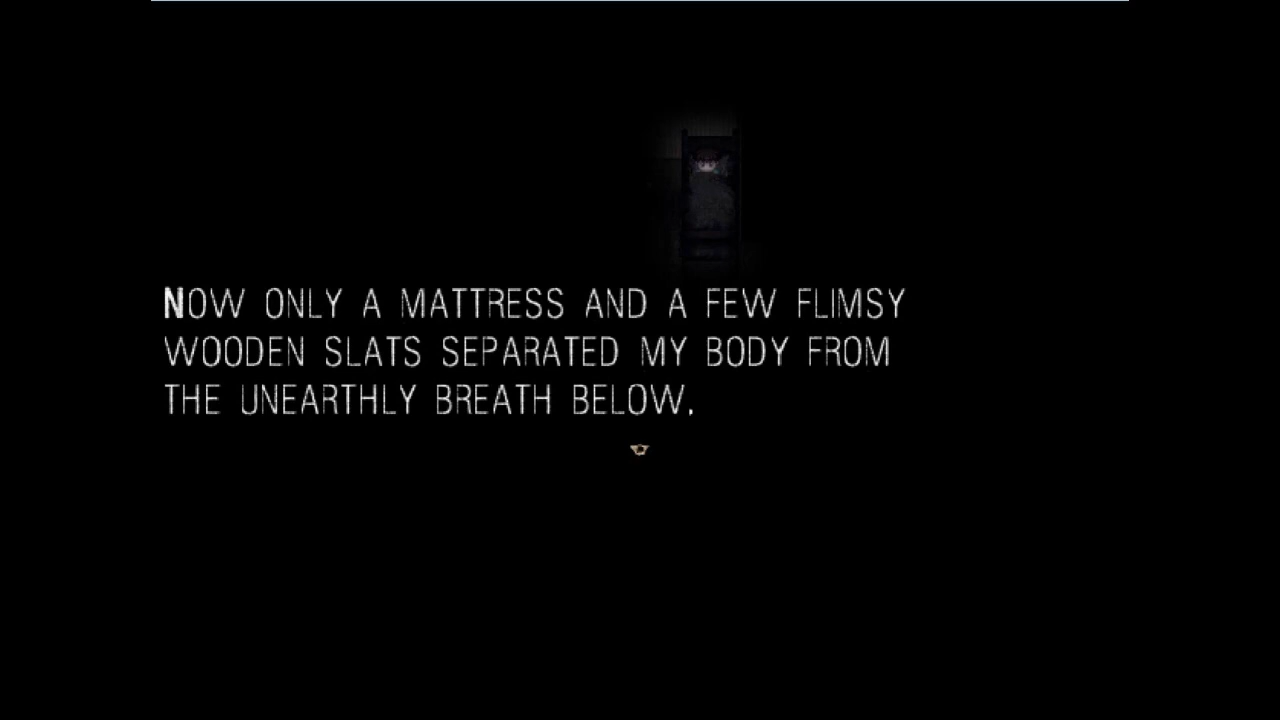 NOW ONLY A MATTRESS AND A FEW FLIMSY
WOODEN SLATS SEPARATED MY BODY FROM
THE UNEARTHLY BREATH BELOW.